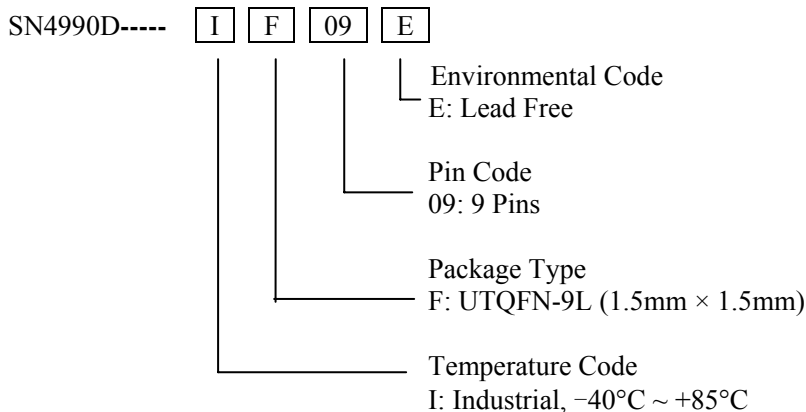 SN4990D----- I F 09 E
Environmental Code
E: Lead Free
Pin Code
09: 9 Pins
Package Type
F: UTQFN-9L (1.5mm × 1.5mm)
Temperature Code
I: Industrial, −40°C ~ +85°C